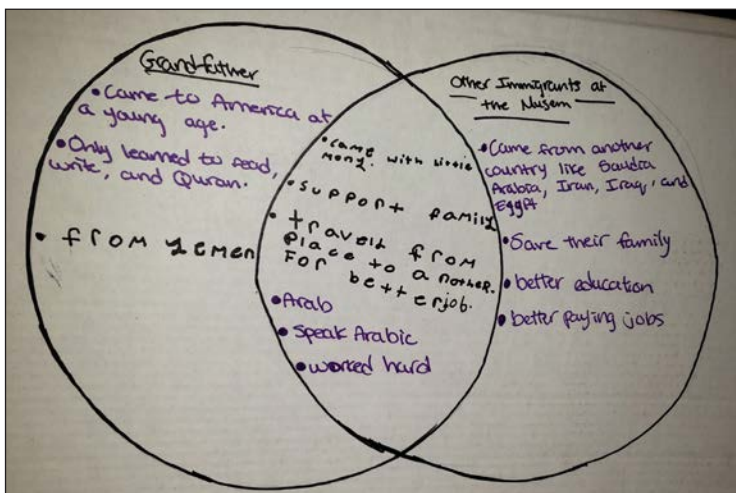 Grandfather
• Came to America at
a young age.
• Only learned to read,
write, and Quran.
• from yemen
• came with little
mony.
• support family
• travelt from
place to a nother.
For better job.
• Arab
• Speak Arabic
• worked hard
Other Immigrants at
the Musem
• Came from another
country like Saudia
Arabia, Iran, Iraq, and
Egypt
• Save their family
• better education
• better paying jobs